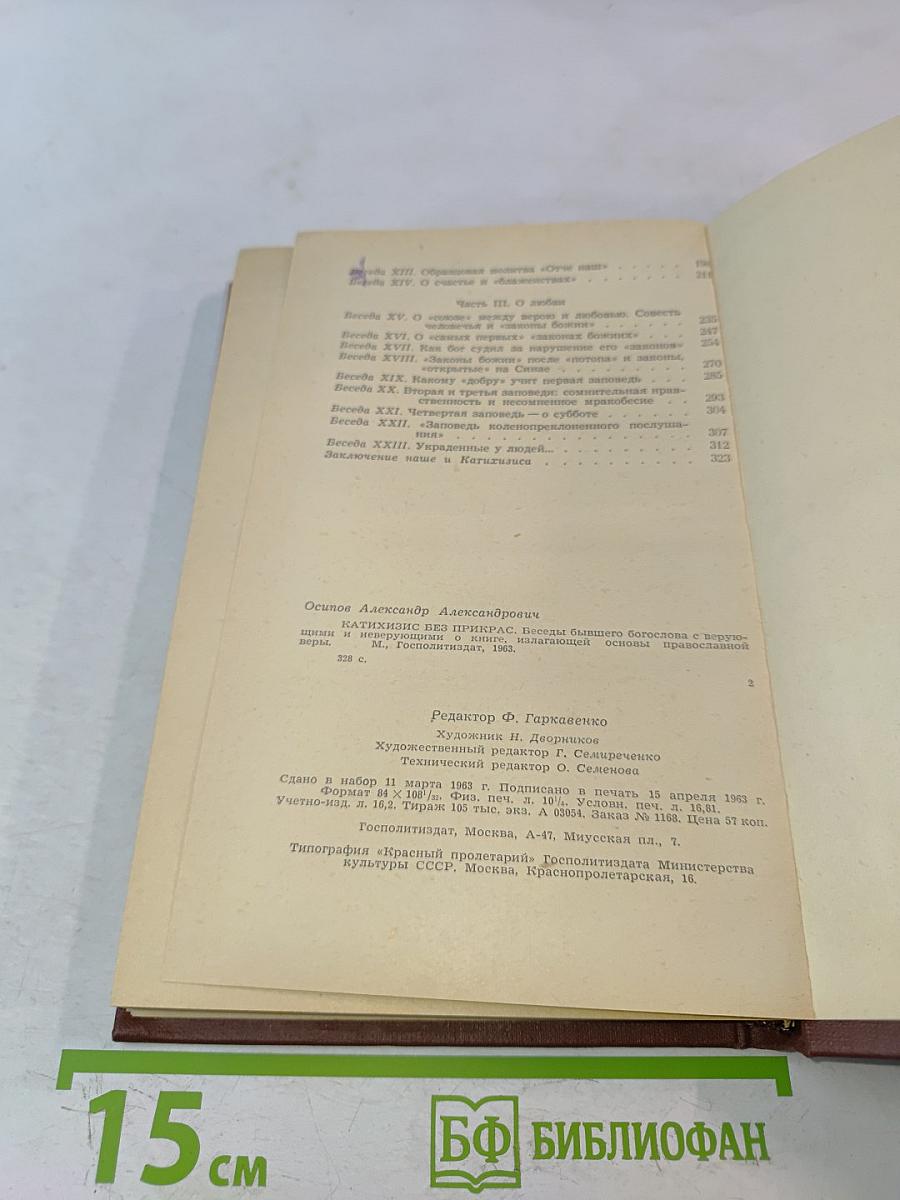 Беседа XIII. Образцовая молитва «Отче наш» . . . . . 198
Беседа XIV. О счастье и «блаженствах» . . . . . . . 211
Часть III. О любви
Беседа XV. О «союзе» между верою и любовью. Совесть
человечья и «законы божии» . . . . . . 235
Беседа XVI. О «самых первых» «законах божиих» . . . 247
Беседа XVII. Как бог судил за нарушение его «законов» 254
Беседа XVIII. «Законы божии» после «потопа» и законы,
«открытые» на Синае . . . . . . . . 270
Беседа XIX. Какому «добру» учит первая заповедь . . . 285
Беседа XX. Вторая и третья заповеди: сомнительная нрав-
ственность и несомненное мракобесие . . 293
Беседа XXI. Четвертая заповедь — о субботе . . . . . . 304
Беседа XXII. «Заповедь коленопреклоненного послуша-
ния» . . . . . . . . . . . . . . 307
Беседа XXIII. Украденные у людей... . . . . . . . . . 312
Заключение наше и Катихизиса . . . . . . . . . . 323
Осипов Александр Александрович
КАТИХИЗИС БЕЗ ПРИКРАС. Беседы бывшего богослова с верую-
щими и неверующими о книге, излагающей основы православной
веры. М., Госполитиздат, 1963.
328 с.
2
Редактор Ф. Гаркавенко
Художник Н. Дворников
Художественный редактор Г. Семиреченко
Технический редактор О. Семенова
Сдано в набор 11 марта 1963 г. Подписано в печать 15 апреля 1963 г.
Формат 84 × 108¹/₃₂. Физ. печ. л. 10¹/₄. Условн. печ. л. 16,81.
Учетно-изд. л. 16,2. Тираж 105 тыс. экз. А 03054. Заказ № 1168. Цена 57 коп.
Госполитиздат, Москва, А-47, Миусская пл., 7.
Типография «Красный пролетарий» Госполитиздата Министерства
культуры СССР. Москва, Краснопролетарская, 16.
15 см
БФ БИБЛИОФАН